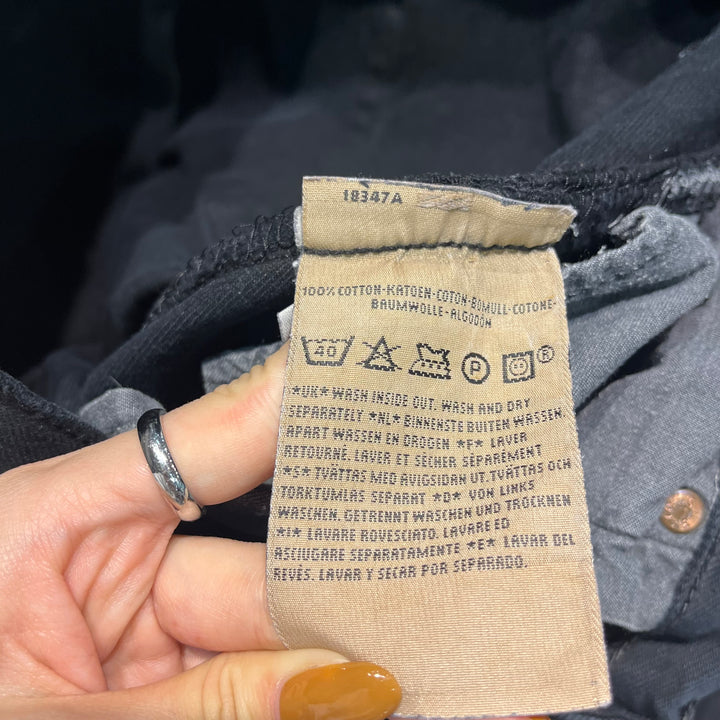 18347A
100% COTTON-KATOEN-COTON-BOMULL-COTONE-
BAUMWOLLE-ALGODÓN
40 P ®
*UK* WASH INSIDE OUT. WASH AND DRY
SEPARATELY *NL* BINNENSTE BUITEN WASSEN.
APART WASSEN EN DROGEN *F* LAVER
RETOURNÉ. LAVER ET SÉCHER SÉPARÉMENT
*S* TVÄTTAS MED AVIGSIDAN UT. TVÄTTAS OCH
TORKTUMLAS SEPARAT *D* VON LINKS
WASCHEN. GETRENNT WASCHEN UND TROCKNEN
*I* LAVARE ROVESCIATO. LAVARE ED
ASCIUGARE SEPARATAMENTE *E* LAVAR DEL
REVÉS. LAVAR Y SECAR POR SEPARADO.